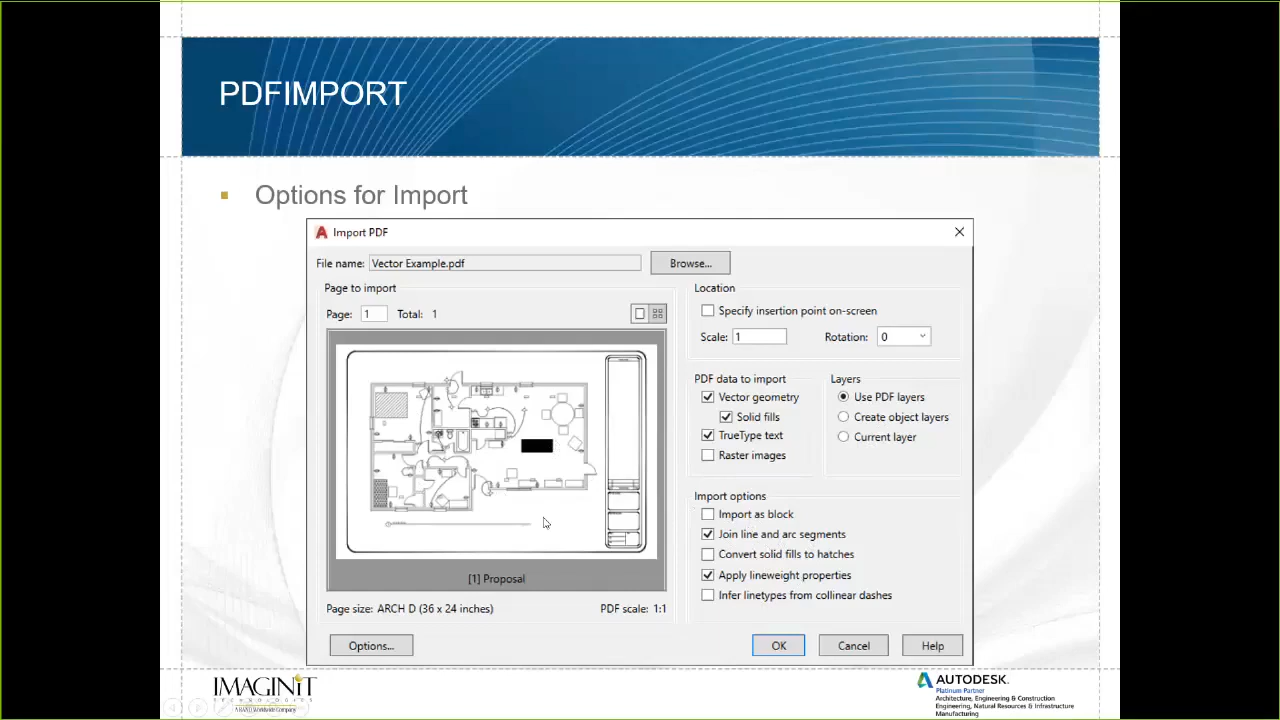 PDFIMPORT
Options for Import
Import PDF
File name: Vector Example.pdf Browse...
Page to import
Page: 1 Total: 1
[1] Proposal
Page size: ARCH D (36 x 24 inches) PDF scale: 1:1
Options...
Location
Specify insertion point on-screen
Scale: 1 Rotation: 0
PDF data to import
Vector geometry
Solid fills
TrueType text
Raster images
Layers
Use PDF layers
Create object layers
Current layer
Import options
Import as block
Join line and arc segments
Convert solid fills to hatches
Apply lineweight properties
Infer linetypes from collinear dashes
OK Cancel Help
IMAGINiT
TECHNOLOGIES
A RAND Worldwide Company
AUTODESK.
Platinum Partner
Architecture, Engineering & Construction
Engineering, Natural Resources & Infrastructure
Manufacturing